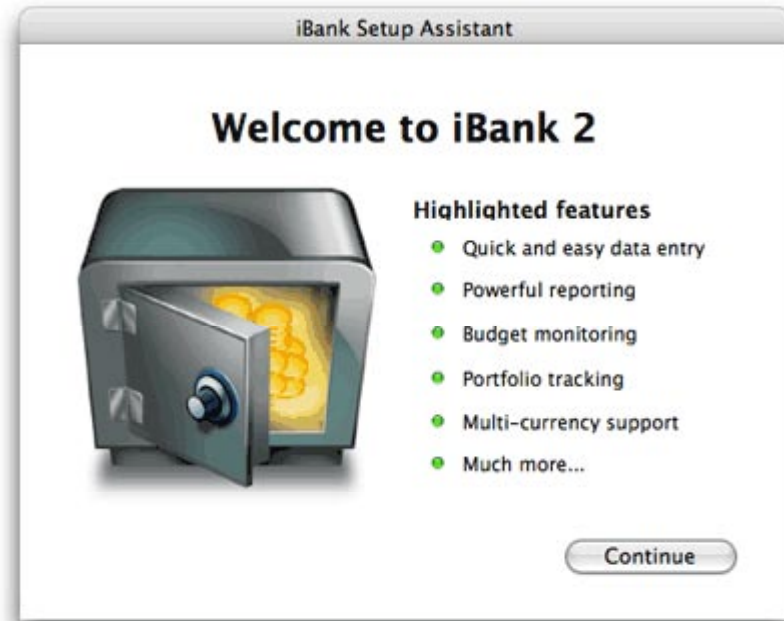 iBank Setup Assistant
Welcome to iBank 2
Highlighted features
Quick and easy data entry
Powerful reporting
Budget monitoring
Portfolio tracking
Multi-currency support
Much more...
Continue